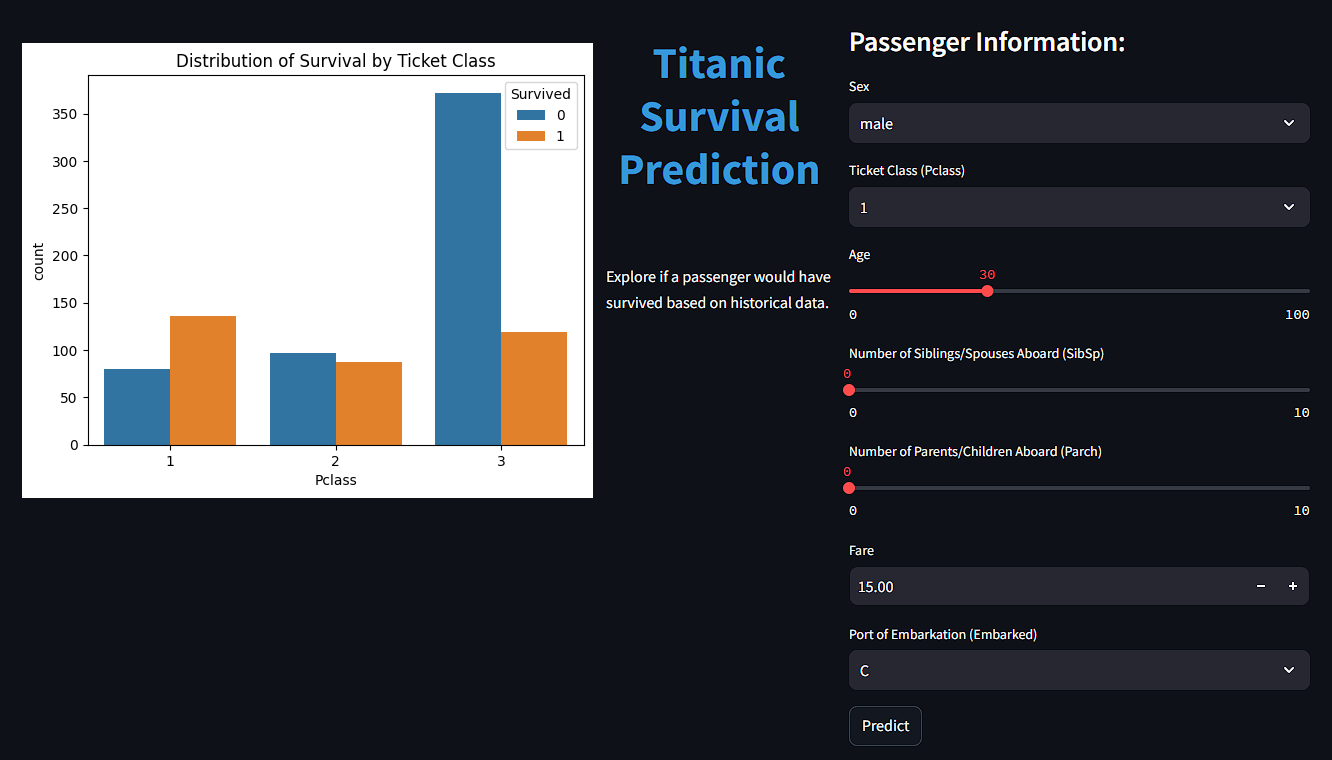 Distribution of Survival by Ticket Class
Survived
0
1
count
350
300
250
200
150
100
50
0
1
2
3
Pclass
Titanic
Survival
Prediction
Explore if a passenger would have
survived based on historical data.
Passenger Information:
Sex
male
Ticket Class (Pclass)
1
Age
30
0 100
Number of Siblings/Spouses Aboard (SibSp)
0
0 10
Number of Parents/Children Aboard (Parch)
0
0 10
Fare
15.00
Port of Embarkation (Embarked)
C
Predict